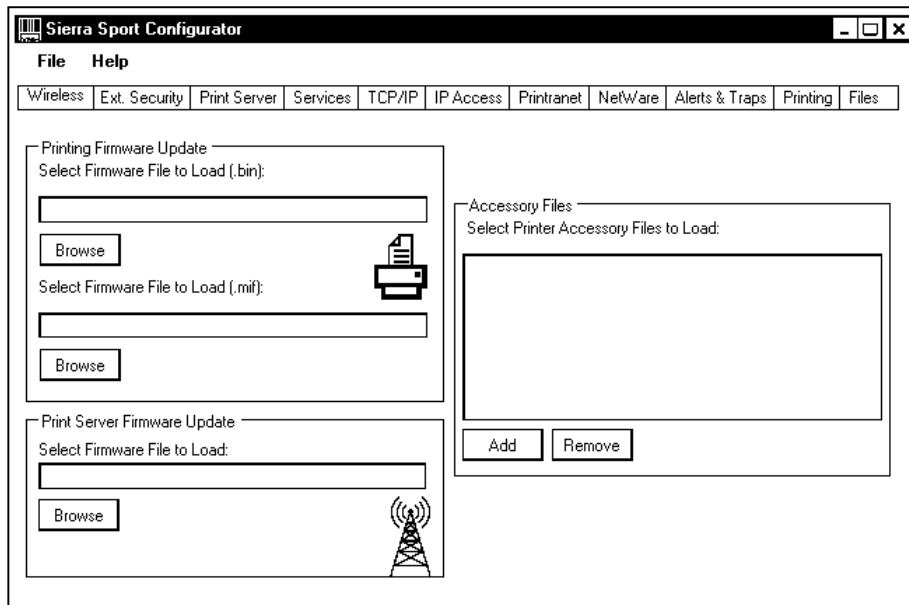 Sierra Sport Configurator
File Help
Wireless Ext. Security Print Server Services TCP/IP IP Access Printranet NetWare Alerts & Traps Printing Files
Printing Firmware Update
Select Firmware File to Load (.bin):
Browse
Select Firmware File to Load (.mif):
Browse
Print Server Firmware Update
Select Firmware File to Load:
Browse
Accessory Files
Select Printer Accessory Files to Load:
Add Remove